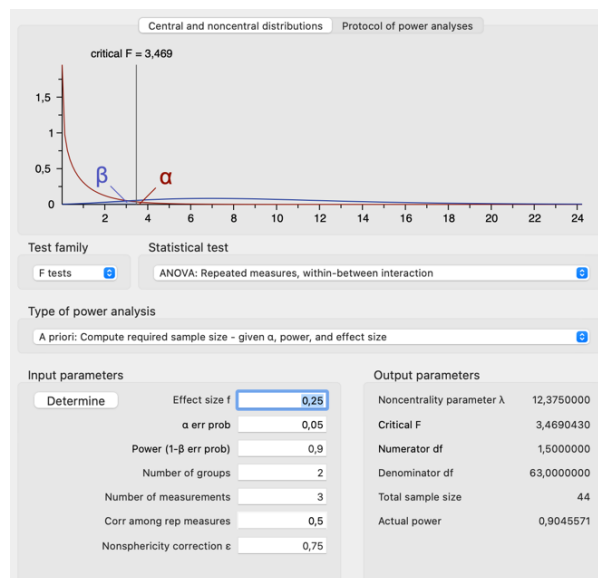 Central and noncentral distributions Protocol of power analyses
critical F = 3,469
1,5
1
0,5
0
β α
2 4 6 8 10 12 14 16 18 20 22 24
Test family Statistical test
F tests ANOVA: Repeated measures, within-between interaction
Type of power analysis
A priori: Compute required sample size - given α, power, and effect size
Input parameters Output parameters
Determine Effect size f 0,25 Noncentrality parameter λ 12,3750000
α err prob 0,05 Critical F 3,4690430
Power (1-β err prob) 0,9 Numerator df 1,5000000
Number of groups 2 Denominator df 63,0000000
Number of measurements 3 Total sample size 44
Corr among rep measures 0,5 Actual power 0,9045571
Nonsphericity correction ε 0,75